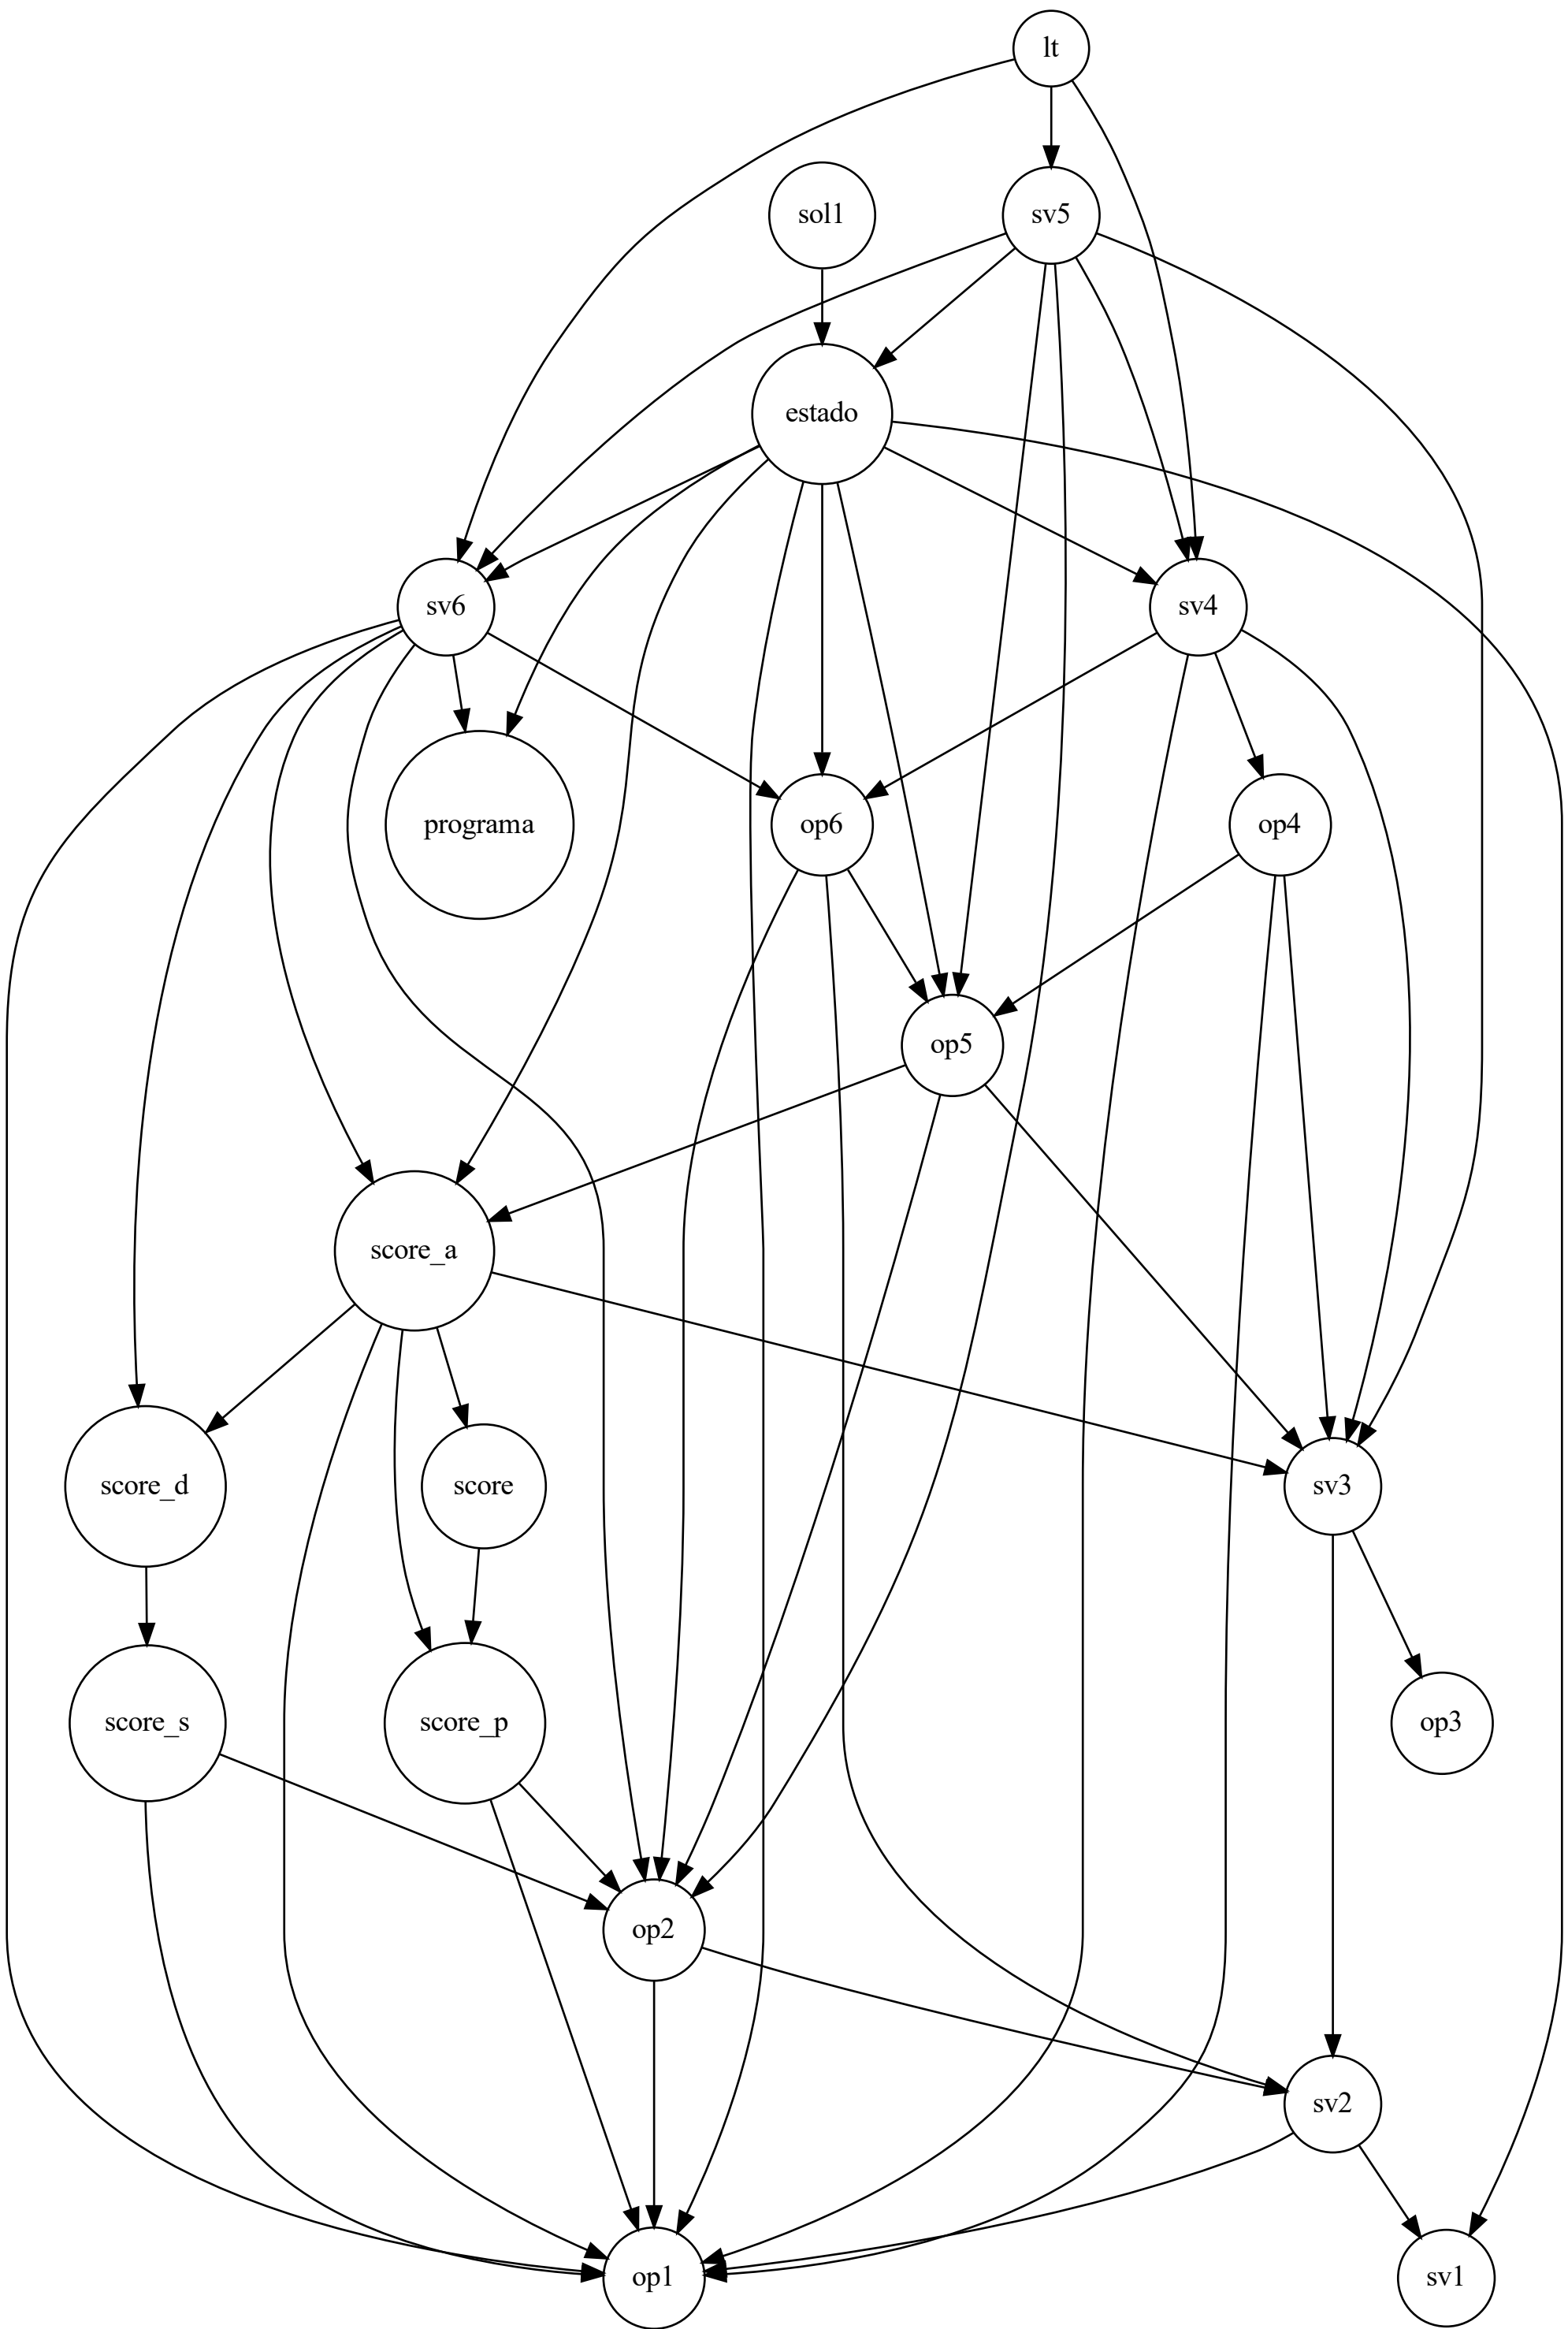 lt
sol1
sv5
estado
sv6
sv4
programa
op6
op4
op5
score_a
score_d
score
sv3
score_s
score_p
op3
op2
sv2
op1
sv1